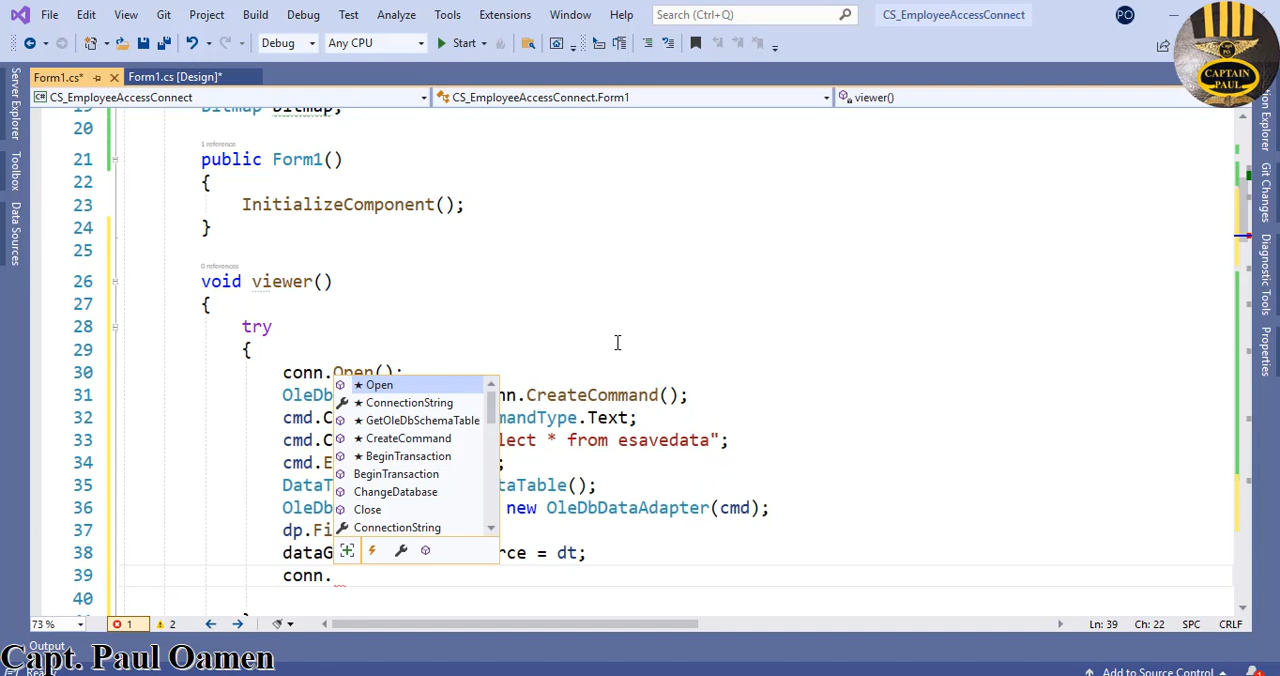 File Edit View Git Project Build Debug Test Analyze Tools Extensions Window Help Search (Ctrl+Q) CS_EmployeeAccessConnect PO
Debug Any CPU Start
CAPTAIN PAUL
Form1.cs* Form1.cs [Design]*
CS_EmployeeAccessConnect CS_EmployeeAccessConnect.Form1 viewer()
Server Explorer
Toolbox
Data Sources
Git Changes
Diagnostic Tools
Properties
Bitmap bitmap;
20
1 reference
21 public Form1()
22 {
23 InitializeComponent();
24 }
25
0 references
26 void viewer()
27 {
28 try
29 {
30 conn.Open();
31 OleDb nn.CreateCommand();
32 cmd.C mmandType.Text;
33 cmd.C lect * from esavedata";
34 cmd.E ;
35 DataT taTable();
36 OleDb new OleDbDataAdapter(cmd);
37 dp.Fi
38 dataG rce = dt;
39 conn.
40
★ Open
★ ConnectionString
★ GetOleDbSchemaTable
★ CreateCommand
★ BeginTransaction
BeginTransaction
ChangeDatabase
Close
ConnectionString
73 % 1 2 Ln: 39 Ch: 22 SPC CRLF
Output
Capt. Paul Oamen
Add to Source Control 1